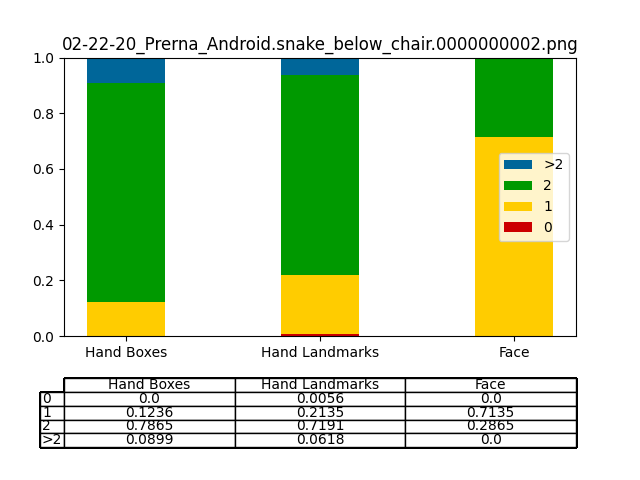 02-22-20_Prerna_Android.snake_below_chair.0000000002.png
1.0
0.8
0.6
0.4
0.2
0.0
>2
2
1
0
Hand Boxes Hand Landmarks Face
Hand Boxes Hand Landmarks Face
0 0.0 0.0056 0.0
1 0.1236 0.2135 0.7135
2 0.7865 0.7191 0.2865
>2 0.0899 0.0618 0.0